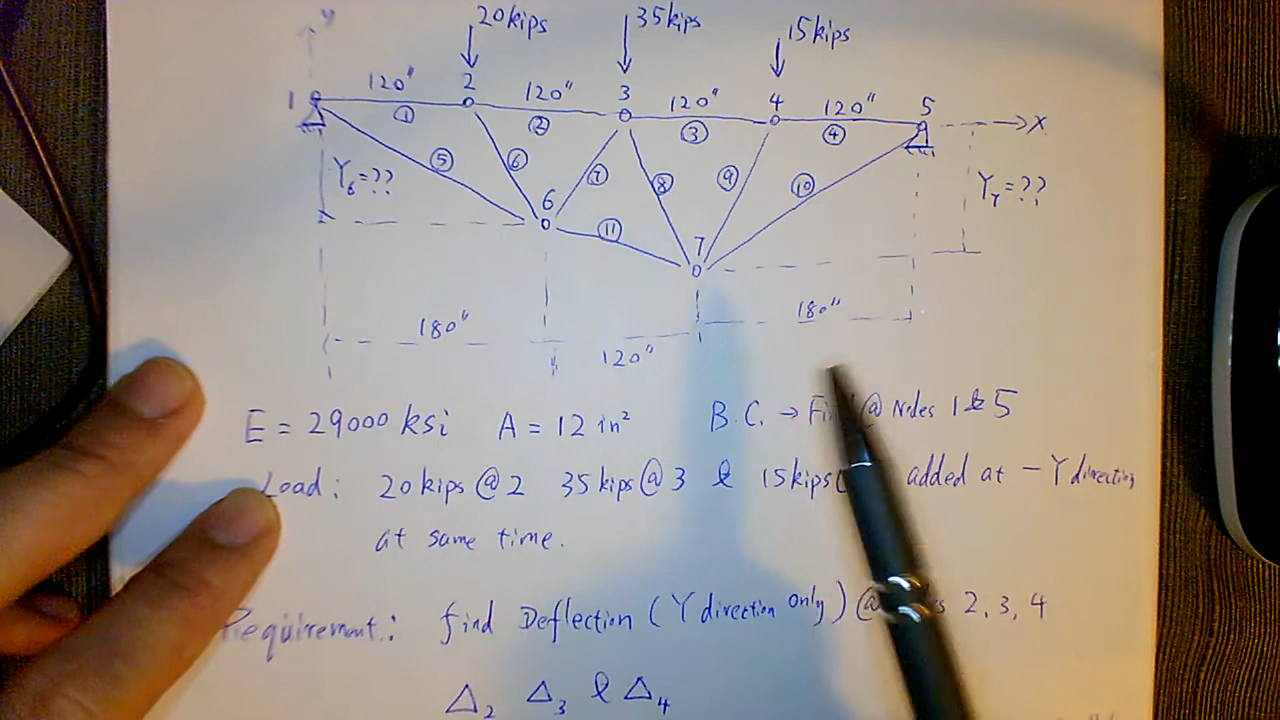 y
20kips 35kips 15kips
120" 120" 120" 120"
1 2 3 4 5
X
① ② ③ ④
⑤ ⑥ ⑦ ⑧ ⑨ ⑩
Y₆=?? Y₇=??
6
⑪
7
180" 120" 180"
E = 29000 ksi A = 12 in² B.C. → @ Nodes 1 & 5
Load: 20kips @ 2 35kips @ 3 & 15kips added at -Y direction
at same time.
Requirement: find Deflection (Y direction Only) @ 2, 3, 4
Δ₂ Δ₃ & Δ₄